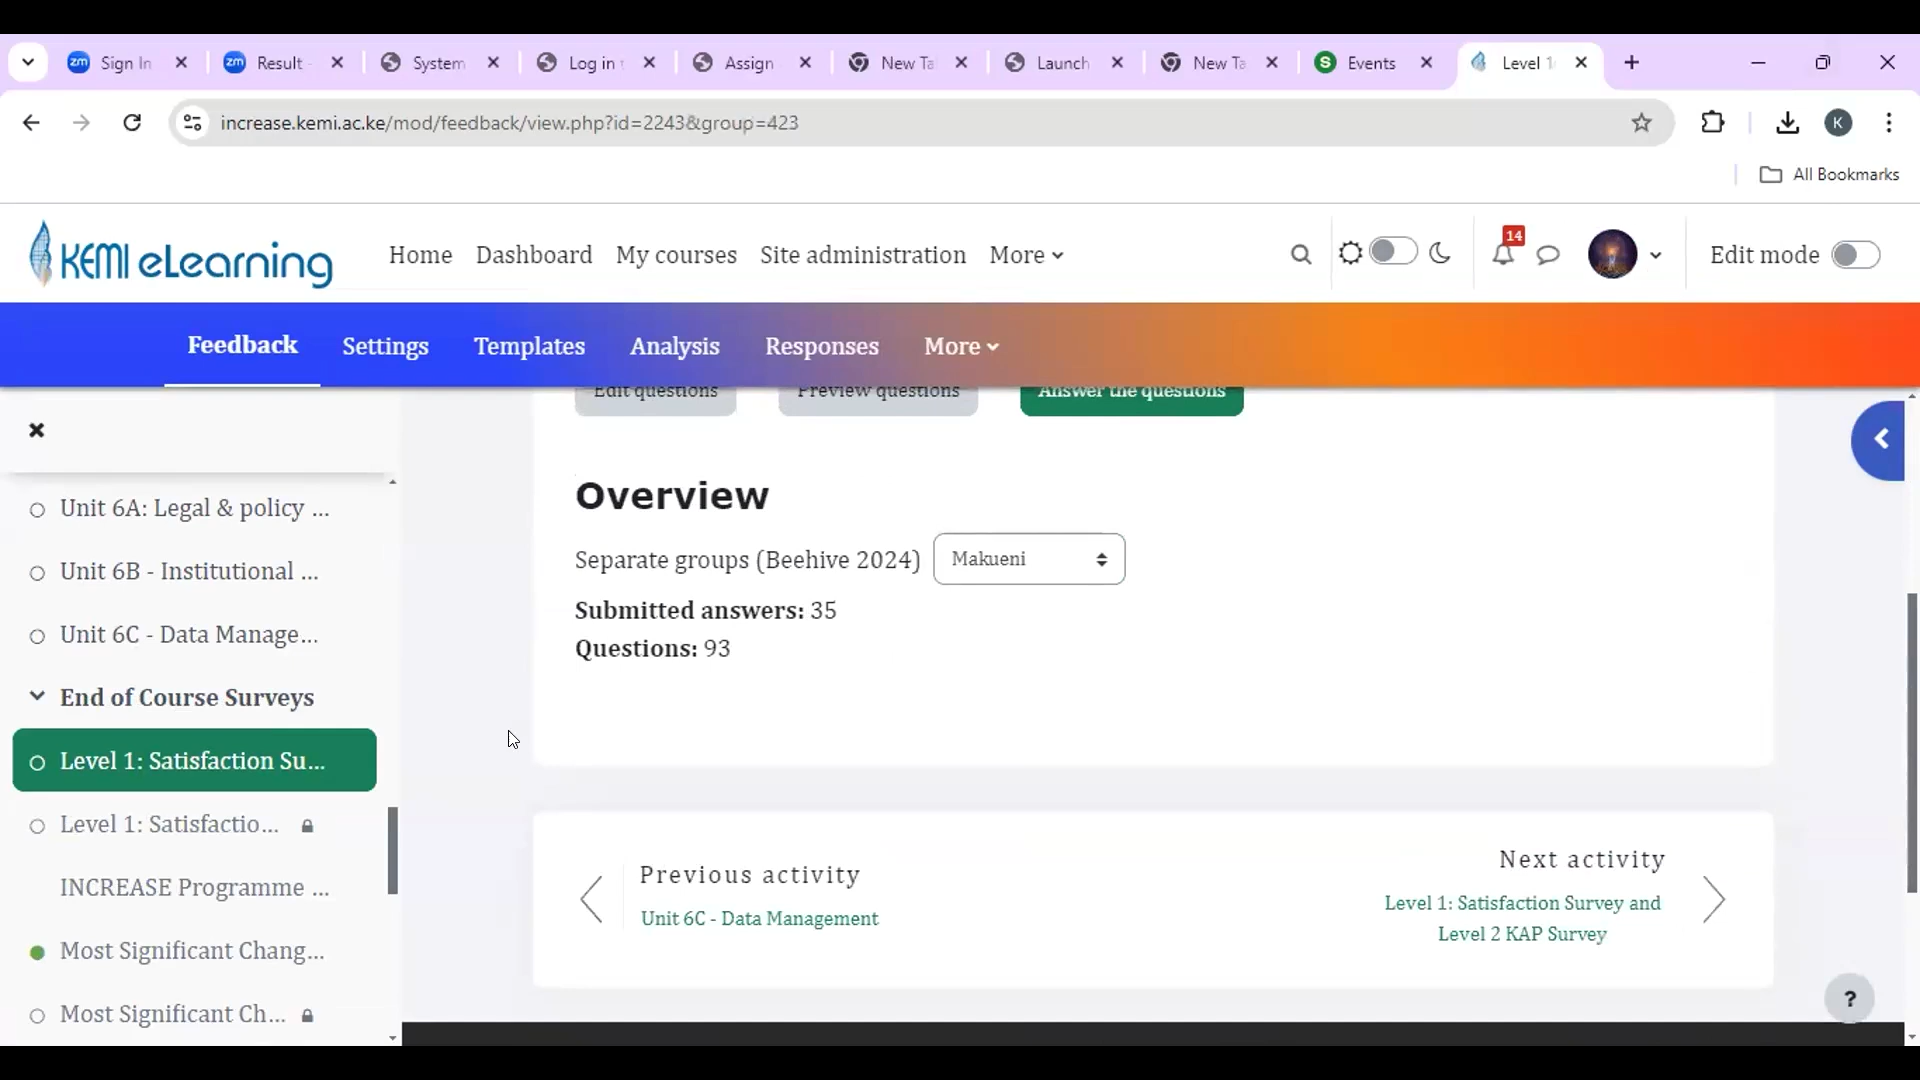 zm Sign In
zm Result
System
Log in
Assign
New Ta
Launch
New Ta
S Events
Level 1
increase.kemi.ac.ke/mod/feedback/view.php?id=2243&group=423
K
All Bookmarks
KEMI eLearning
Home Dashboard My courses Site administration More
14
Edit mode
Feedback Settings Templates Analysis Responses More
Edit questions Preview questions Answer the questions
Unit 6A: Legal & policy ...
Unit 6B - Institutional ...
Unit 6C - Data Manage...
End of Course Surveys
Level 1: Satisfaction Su...
Level 1: Satisfactio...
INCREASE Programme ...
Most Significant Chang...
Most Significant Ch...
Overview
Separate groups (Beehive 2024) Makueni
Submitted answers: 35
Questions: 93
Previous activity
Unit 6C - Data Management
Next activity
Level 1: Satisfaction Survey and
Level 2 KAP Survey
?